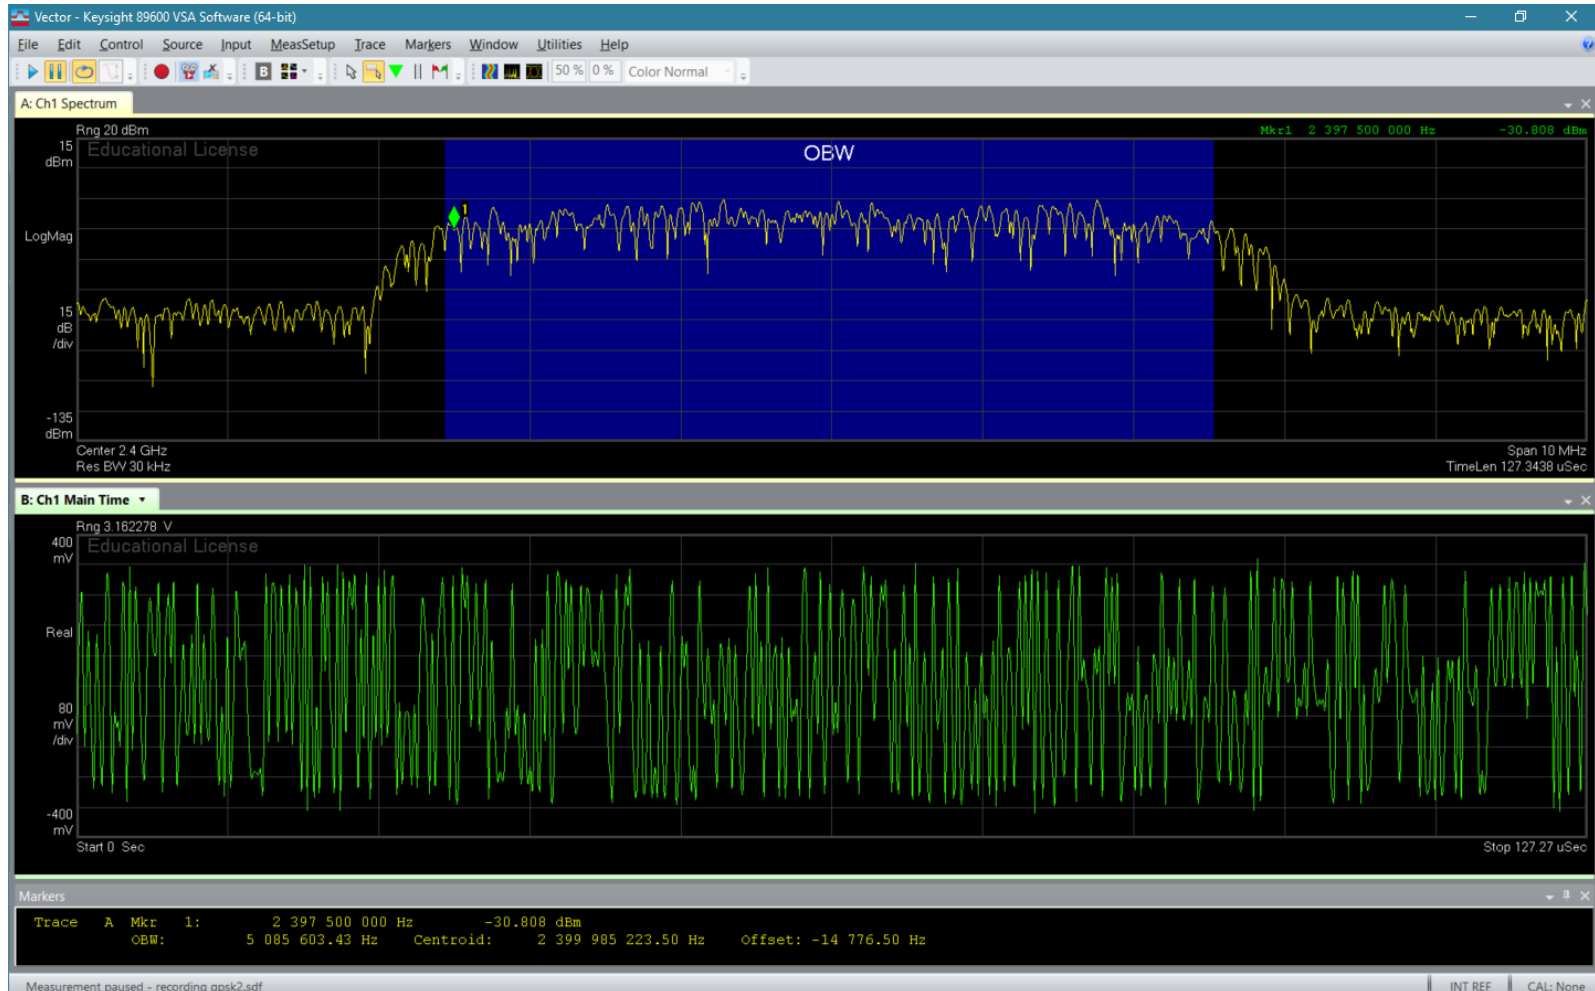 Vector - Keysight 89600 VSA Software (64-bit)
File Edit Control Source Input MeasSetup Trace Markers Window Utilities Help
B 50 % 0 % Color Normal
A: Ch1 Spectrum
Rng 20 dBm Mkr1 2 397 500 000 Hz -30.808 dBm
15 dBm
Educational License
OBW
1
LogMag
15 dB /div
-135 dBm
Center 2.4 GHz Span 10 MHz
Res BW 30 kHz TimeLen 127.3438 uSec
B: Ch1 Main Time
Rng 3.162278 V
400 mV
Educational License
Real
80 mV /div
-400 mV
Start 0 Sec Stop 127.27 uSec
Markers
Trace A Mkr 1: 2 397 500 000 Hz -30.808 dBm
OBW: 5 085 603.43 Hz Centroid: 2 399 985 223.50 Hz Offset: -14 776.50 Hz
Measurement paused - recording qpsk2.sdf INT REF CAL: None